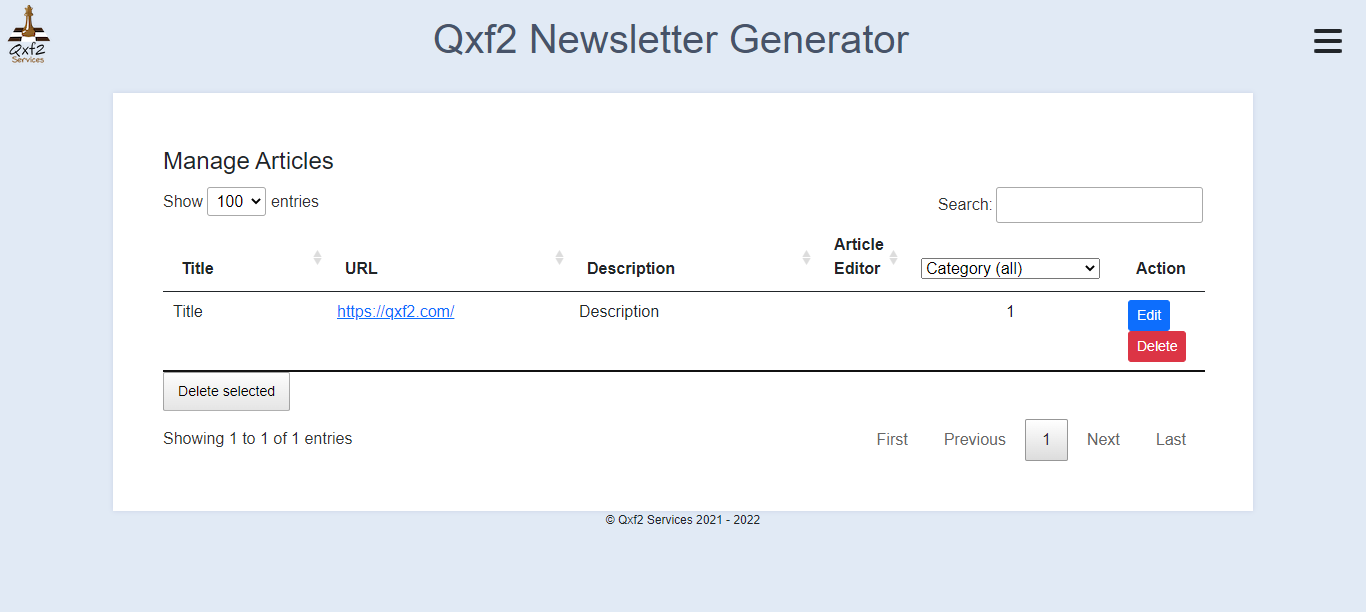 Qxf2
Services
Qxf2 Newsletter Generator
Manage Articles
Show 100 entries
Search:
Title URL Description Article Editor Category (all) Action
Title https://qxf2.com/ Description 1 Edit
Delete
Delete selected
Showing 1 to 1 of 1 entries
First Previous 1 Next Last
© Qxf2 Services 2021 - 2022